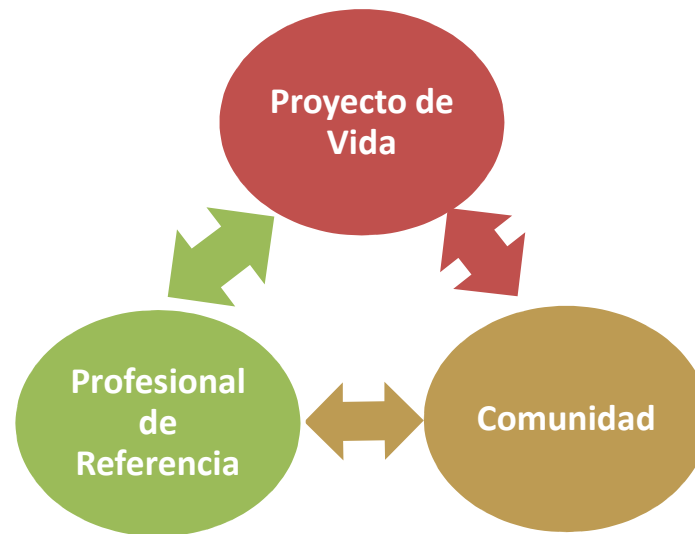 Proyecto de
Vida
Profesional
de
Referencia
Comunidad